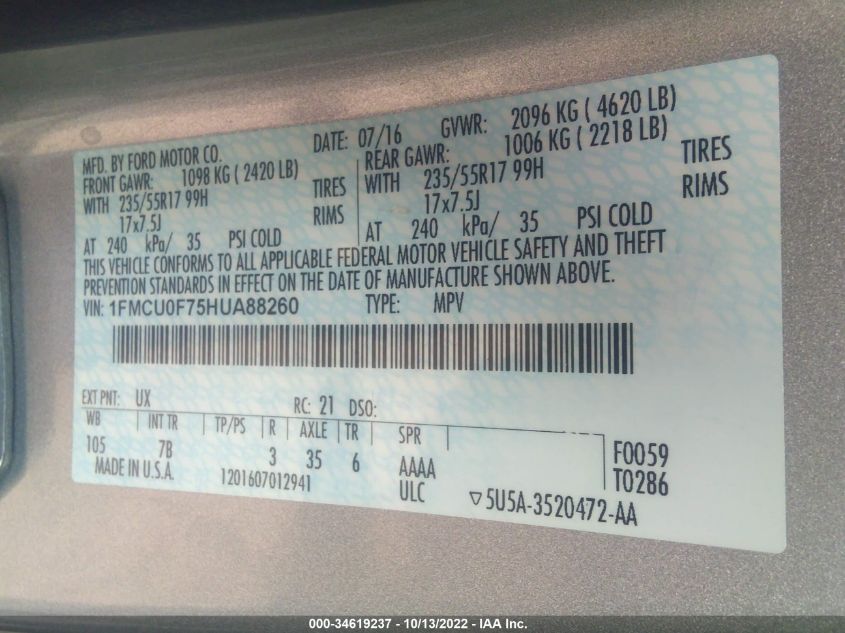 MFD. BY FORD MOTOR CO.
DATE: 07/16 GVWR: 2096 KG ( 4620 LB)
FRONT GAWR: 1098 KG ( 2420 LB)
REAR GAWR: 1006 KG ( 2218 LB)
WITH 235/55R17 99H TIRES
WITH 235/55R17 99H TIRES
17x7.5J RIMS
17x7.5J RIMS
AT 240 kPa/ 35 PSI COLD
AT 240 kPa/ 35 PSI COLD
THIS VEHICLE CONFORMS TO ALL APPLICABLE FEDERAL MOTOR VEHICLE SAFETY AND THEFT
PREVENTION STANDARDS IN EFFECT ON THE DATE OF MANUFACTURE SHOWN ABOVE.
VIN: 1FMCU0F75HUA88260 TYPE: MPV
EXT PNT: UX RC: 21 DSO:
WB INT TR TP/PS R AXLE TR SPR
105 7B 3 35 6 AAAA
F0059
MADE IN U.S.A. 1201607012941 ULC
T0286
▽5U5A-3520472-AA
000-34619237 - 10/13/2022 - IAA Inc.